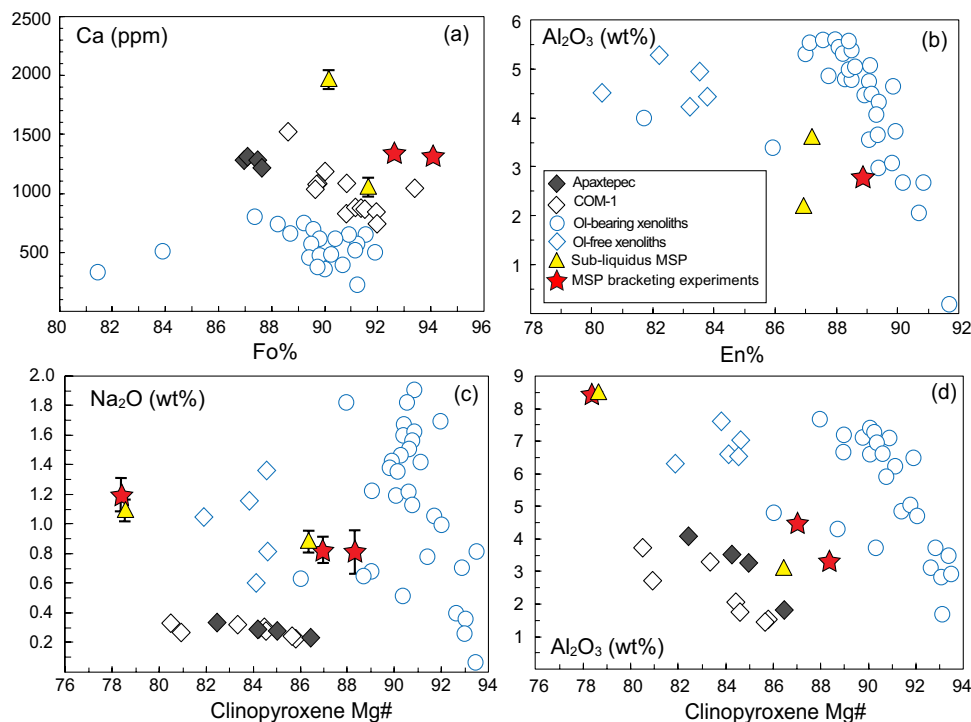 Ca (ppm)
(a)
2500
2000
1500
1000
500
0
80 82 84 86 88 90 92 94 96
Fo%
Al₂O₃ (wt%)
(b)
6
5
4
3
2
1
Apaxtepec
COM-1
Ol-bearing xenoliths
Ol-free xenoliths
Sub-liquidus MSP
MSP bracketing experiments
78 80 82 84 86 88 90 92
En%
Na₂O (wt%)
(c)
2.0
1.8
1.6
1.4
1.2
1.0
0.8
0.6
0.4
0.2
76 78 80 82 84 86 88 90 92 94
Clinopyroxene Mg#
(d)
9
8
7
6
5
4
3
2
1
Al₂O₃ (wt%)
76 78 80 82 84 86 88 90 92 94
Clinopyroxene Mg#